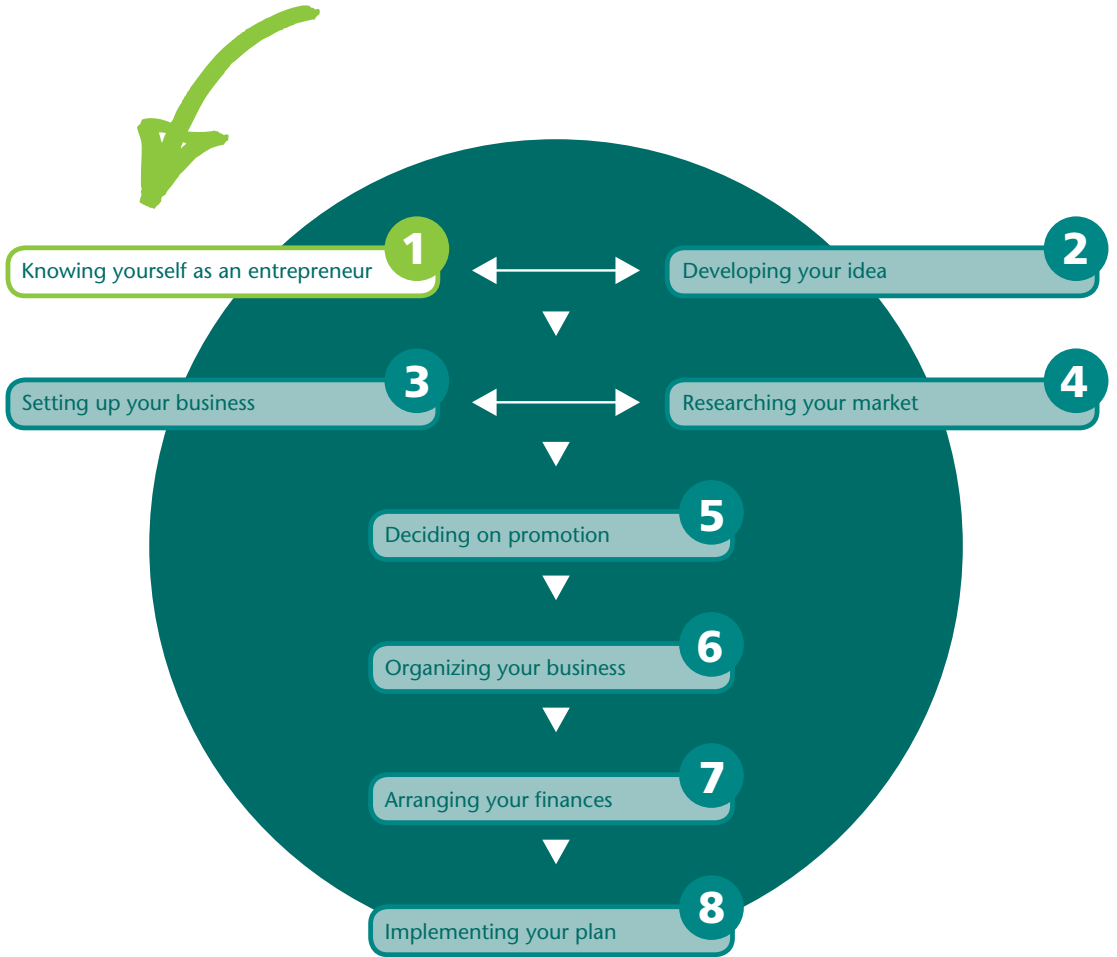 1
Knowing yourself as an entrepreneur
2
Developing your idea
3
Setting up your business
4
Researching your market
5
Deciding on promotion
6
Organizing your business
7
Arranging your finances
8
Implementing your plan